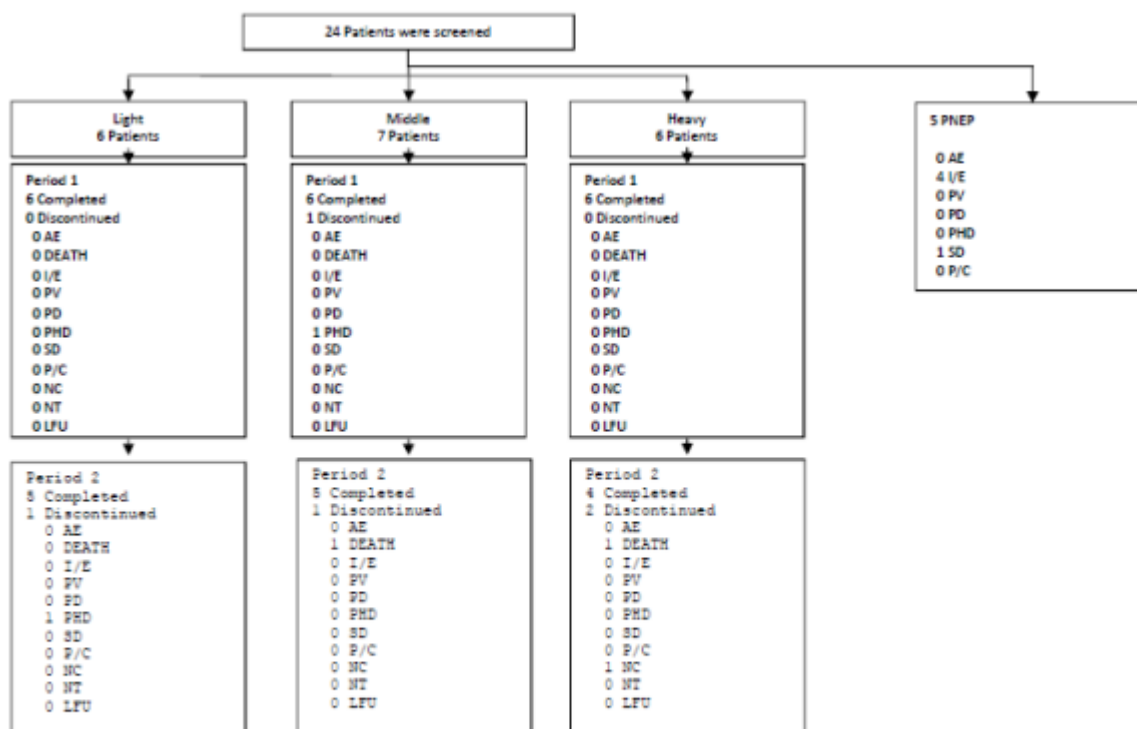 24 Patients were screened
Light
6 Patients
Period 1
6 Completed
0 Discontinued
0 AE
0 DEATH
0 I/E
0 PV
0 PD
0 PHD
0 SD
0 P/C
0 NC
0 NT
0 LFU
Period 2
Completed
1 Discontinued
0 AE
0 DEATH
0 I/E
0 PV
0 PD
1 PHD
0 SD
0 P/C
0 NC
0 NT
0 LFU
Middle
7 Patients
Period 1
6 Completed
1 Discontinued
0 AE
0 DEATH
0 I/E
0 PV
0 PD
1 PHD
0 SD
0 P/C
0 NC
0 NT
0 LFU
Period 2
5 Completed
1 Discontinued
0 AE
1 DEATH
0 I/E
0 PV
0 PD
0 PHD
0 SD
0 P/C
0 NC
0 NT
0 LFU
Heavy
6 Patients
Period 1
6 Completed
0 Discontinued
0 AE
0 DEATH
0 I/E
0 PV
0 PD
0 PHD
0 SD
0 P/C
0 NC
0 NT
0 LFU
Period 2
4 Completed
2 Discontinued
0 AE
1 DEATH
0 I/E
0 PV
0 PD
0 PHD
0 SD
0 P/C
1 NC
0 NT
0 LFU
5 PNEP
0 AE
4 I/E
0 PV
0 PD
0 PHD
1 SD
0 P/C